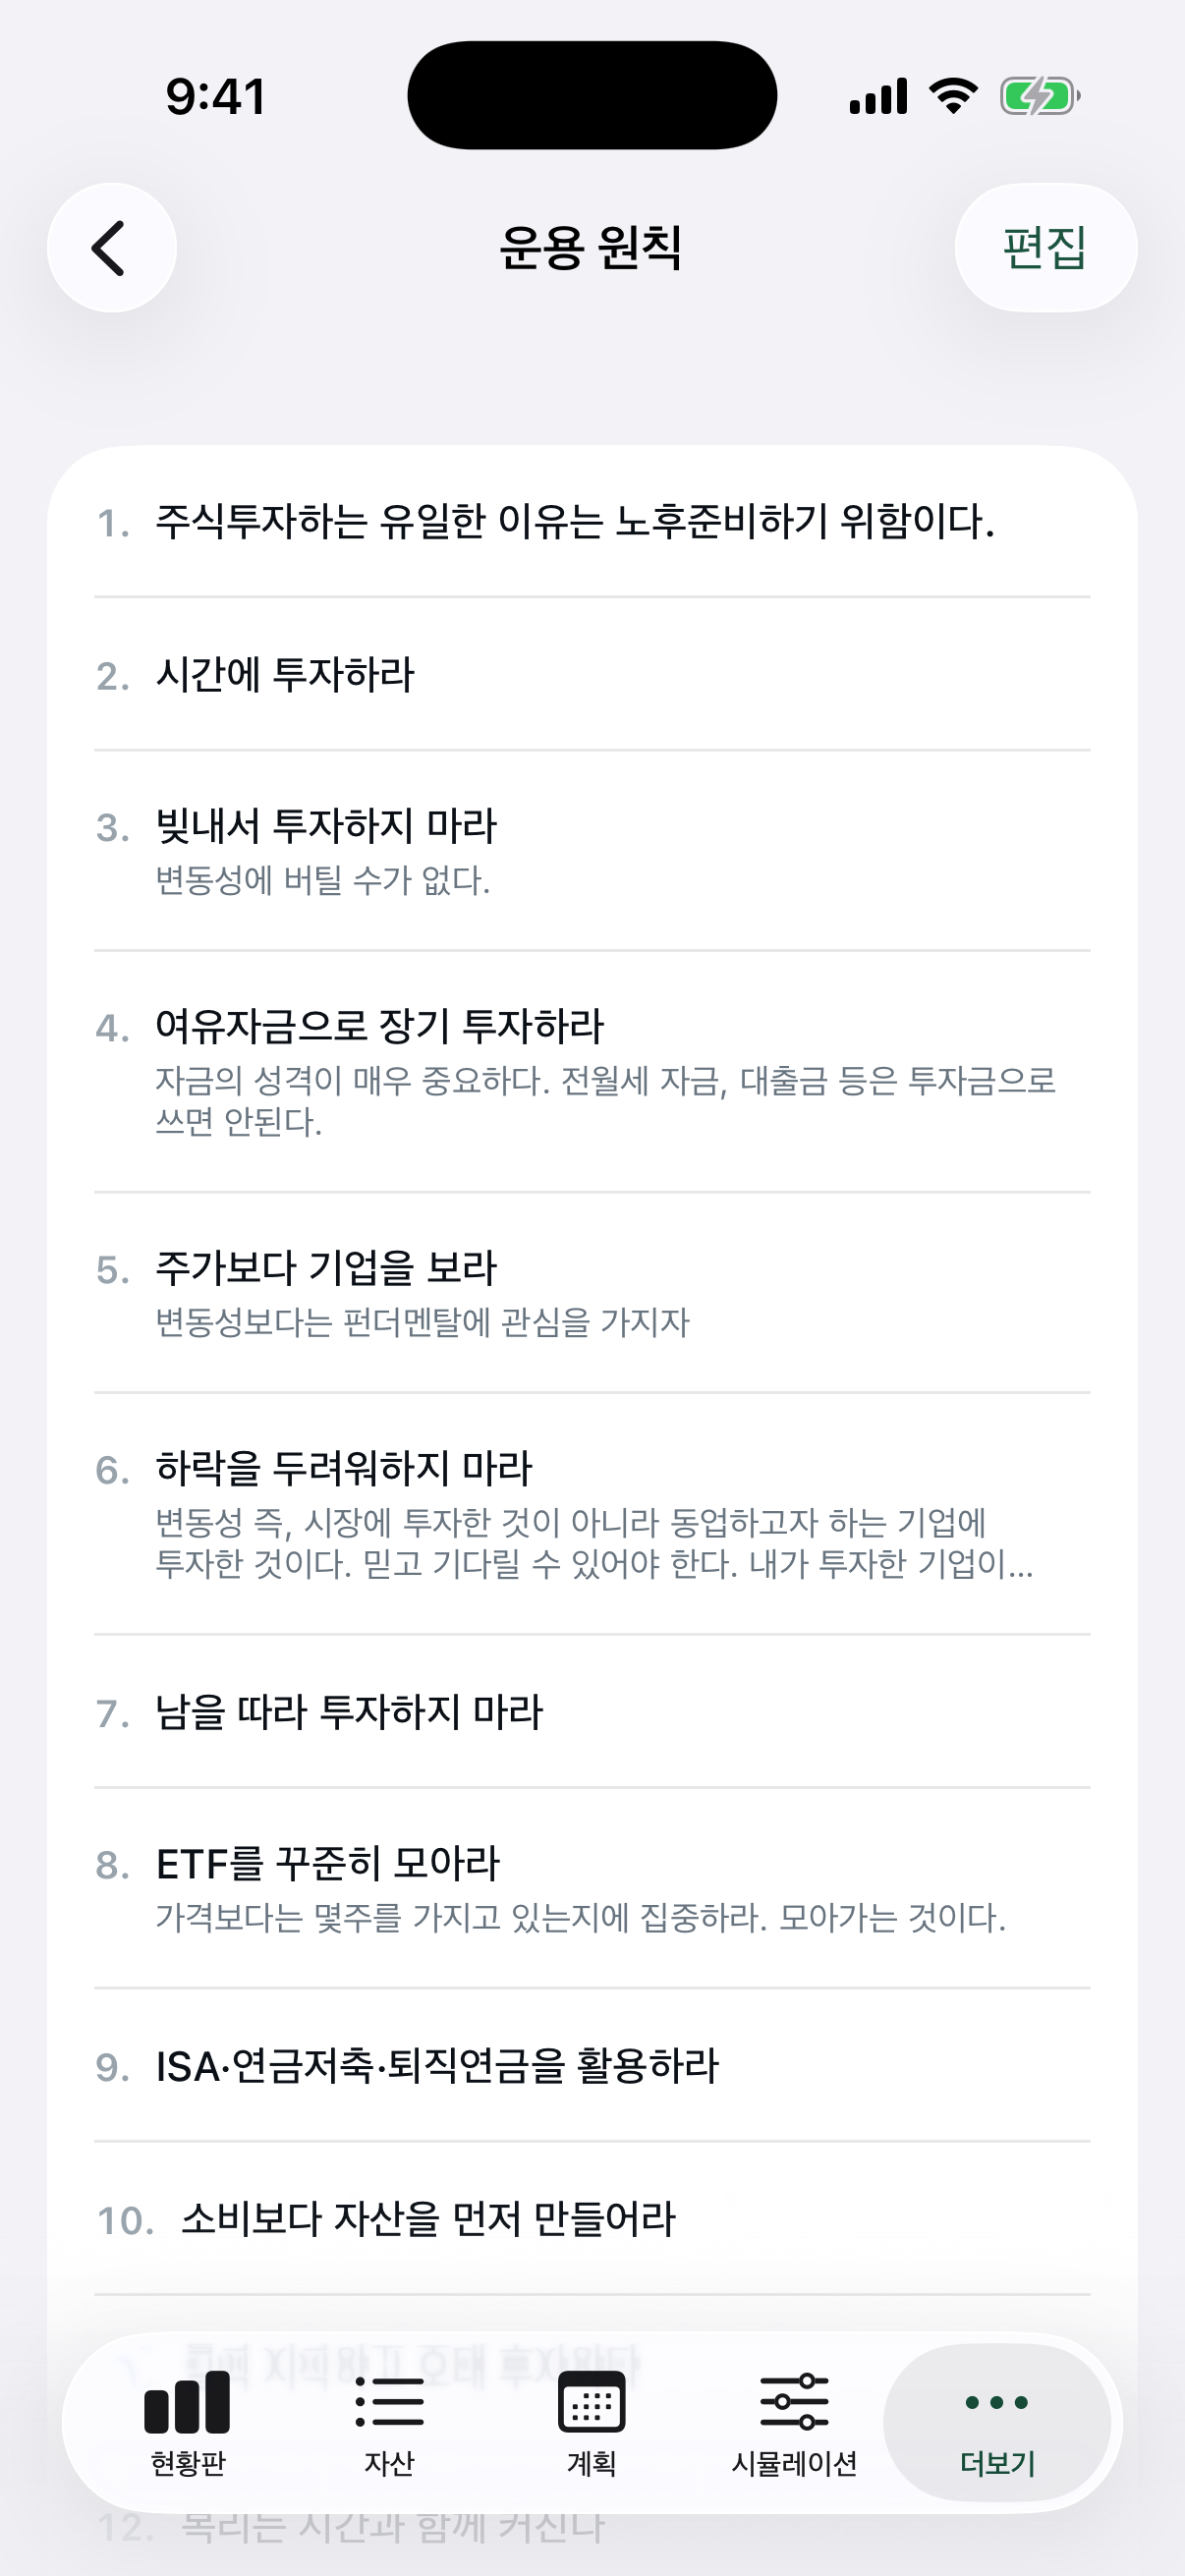 9:41
운용 원칙
편집
1. 주식투자하는 유일한 이유는 노후준비하기 위함이다.
2. 시간에 투자하라
3. 빚내서 투자하지 마라
변동성에 버틸 수가 없다.
4. 여유자금으로 장기 투자하라
자금의 성격이 매우 중요하다. 전월세 자금, 대출금 등은 투자금으로
쓰면 안된다.
5. 주가보다 기업을 보라
변동성보다는 펀더멘탈에 관심을 가지자
6. 하락을 두려워하지 마라
변동성 즉, 시장에 투자한 것이 아니라 동업하고자 하는 기업에
투자한 것이다. 믿고 기다릴 수 있어야 한다. 내가 투자한 기업이...
7. 남을 따라 투자하지 마라
8. ETF를 꾸준히 모아라
가격보다는 몇주를 가지고 있는지에 집중하라. 모아가는 것이다.
9. ISA·연금저축·퇴직연금을 활용하라
10. 소비보다 자산을 먼저 만들어라
현황판
자산
계획
시뮬레이션
더보기
12. 복리는 시간과 함께 커진다